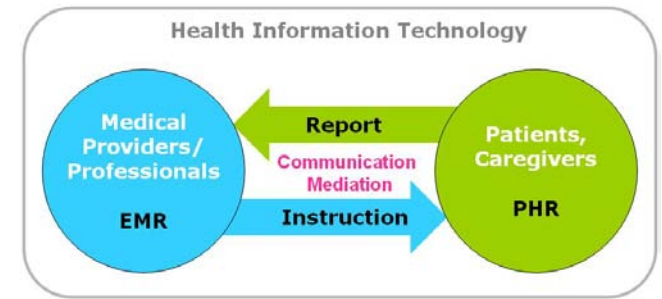 Health Information Technology
Medical
Providers/
Professionals
EMR
Report
Communication
Mediation
Instruction
Patients,
Caregivers
PHR